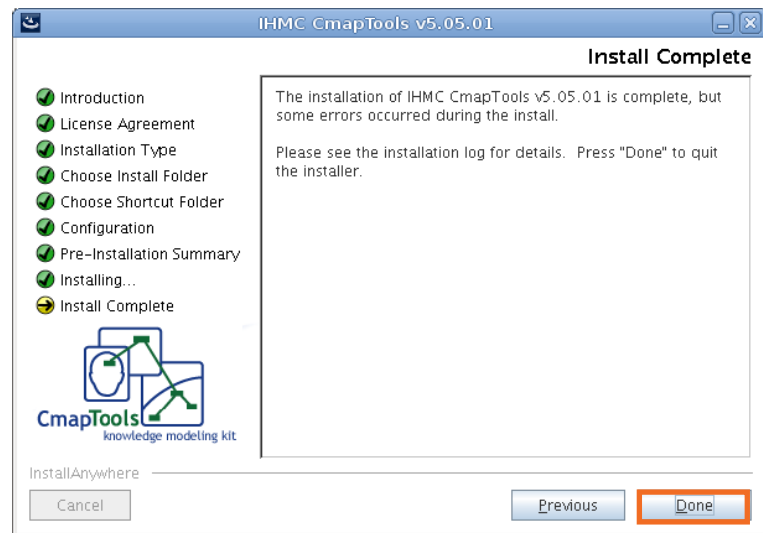 IHMC CmapTools v5.05.01
Install Complete
Introduction
License Agreement
Installation Type
Choose Install Folder
Choose Shortcut Folder
Configuration
Pre-Installation Summary
Installing...
Install Complete
The installation of IHMC CmapTools v5.05.01 is complete, but
some errors occurred during the install.
Please see the installation log for details. Press "Done" to quit
the installer.
CmapTools
knowledge modeling kit
InstallAnywhere
Cancel
Previous
Done